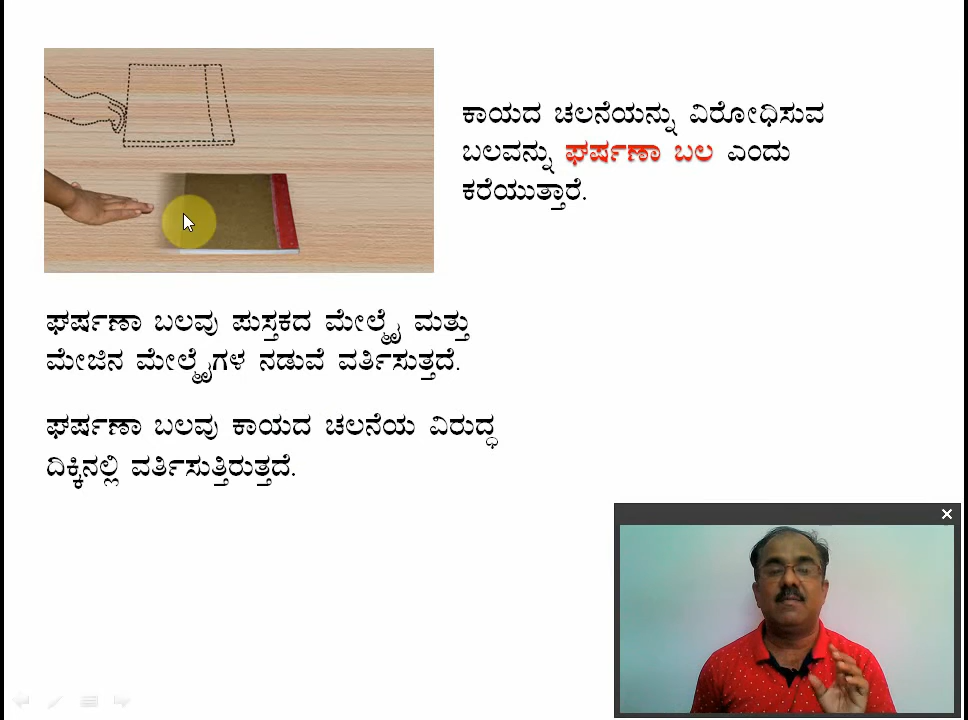 ಕಾಯದ ಚಲನೆಯನ್ನು ವಿರೋಧಿಸುವ
ಬಲವನ್ನು ಘರ್ಷಣಾ ಬಲ ಎಂದು
ಕರೆಯುತ್ತಾರೆ.
ಘರ್ಷಣಾ ಬಲವು ಪುಸ್ತಕದ ಮೇಲ್ಮೈ ಮತ್ತು
ಮೇಜಿನ ಮೇಲ್ಮೈಗಳ ನಡುವೆ ವರ್ತಿಸುತ್ತದೆ.
ಘರ್ಷಣಾ ಬಲವು ಕಾಯದ ಚಲನೆಯ ವಿರುದ್ಧ
ದಿಕ್ಕಿನಲ್ಲಿ ವರ್ತಿಸುತ್ತಿರುತ್ತದೆ.